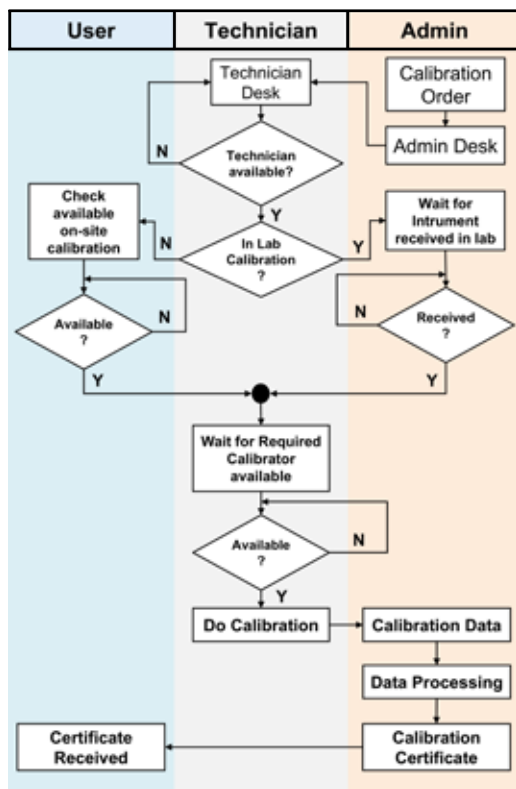 User
Technician
Admin
Technician
Desk
Calibration
Order
Admin Desk
Technician
available?
N
Y
Check
available
on-site
calibration
N
In Lab
Calibration
?
Y
Wait for
Intrument
received in lab
Available
?
N
Y
N
Received
?
Y
Wait for Required
Calibrator
available
Available
?
N
Y
Do Calibration
Calibration Data
Data Processing
Calibration
Certificate
Certificate
Received